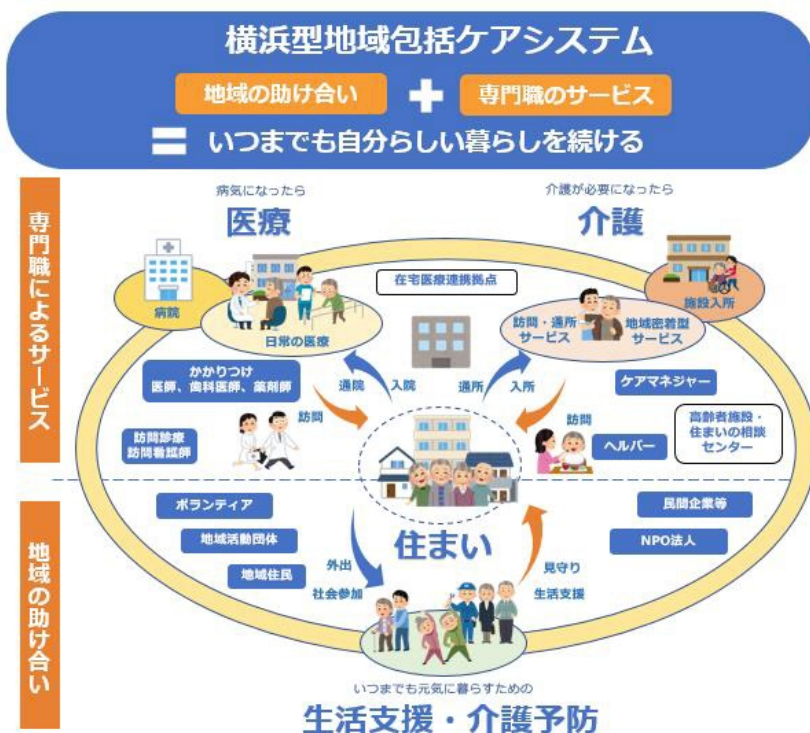 横浜型地域包括ケアシステム
地域の助け合い
＋
専門職のサービス
＝ いつまでも自分らしい暮らしを続ける
専門職によるサービス
病気になったら
医療
介護が必要になったら
介護
病院
日常の医療
在宅医療連携拠点
訪問・通所
サービス
地域密着型
サービス
施設入所
かかりつけ
医師、歯科医師、薬剤師
訪問
通院
入院
通所
入所
訪問
ケアマネジャー
訪問診療
訪問看護師
ヘルパー
高齢者施設・
住まいの相談
センター
地域の助け合い
ボランティア
地域活動団体
地域住民
住まい
外出
社会参加
見守り
生活支援
民間企業等
NPO法人
いつまでも元気に暮らすための
生活支援・介護予防